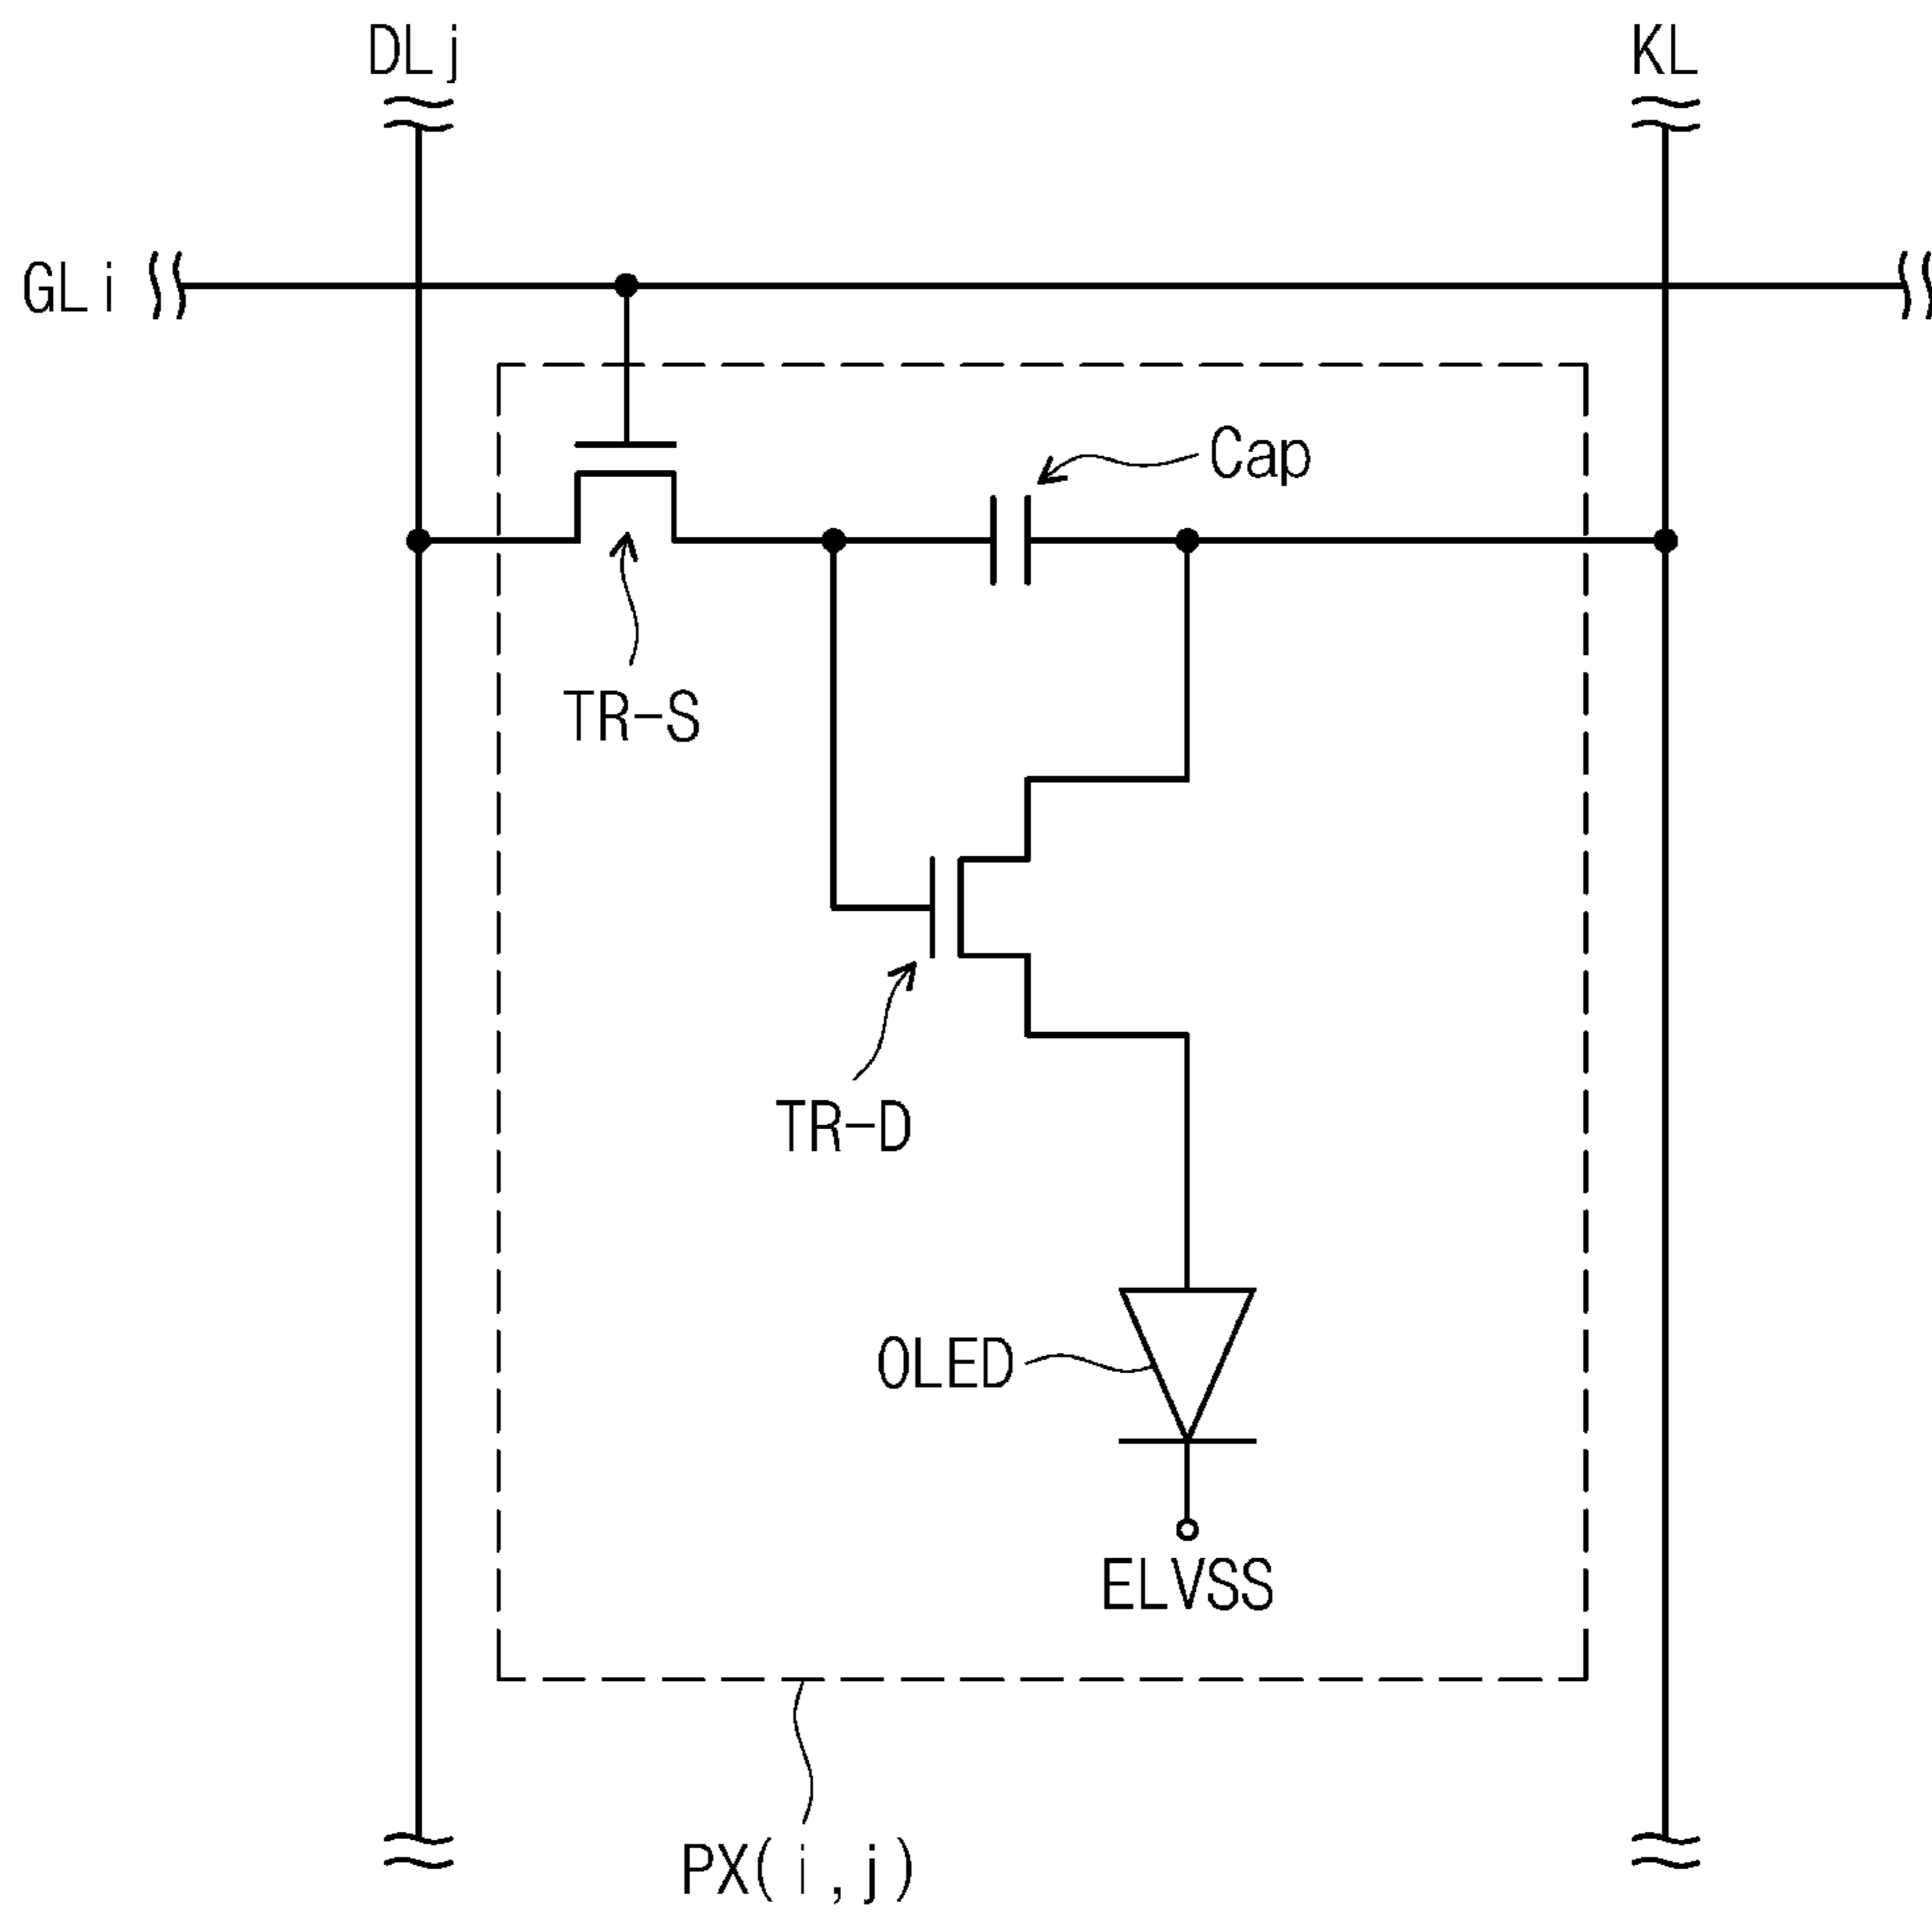 DLj
KL
GLi
Cap
TR-S
TR-D
OLED
ELVSS
PX(i,j)